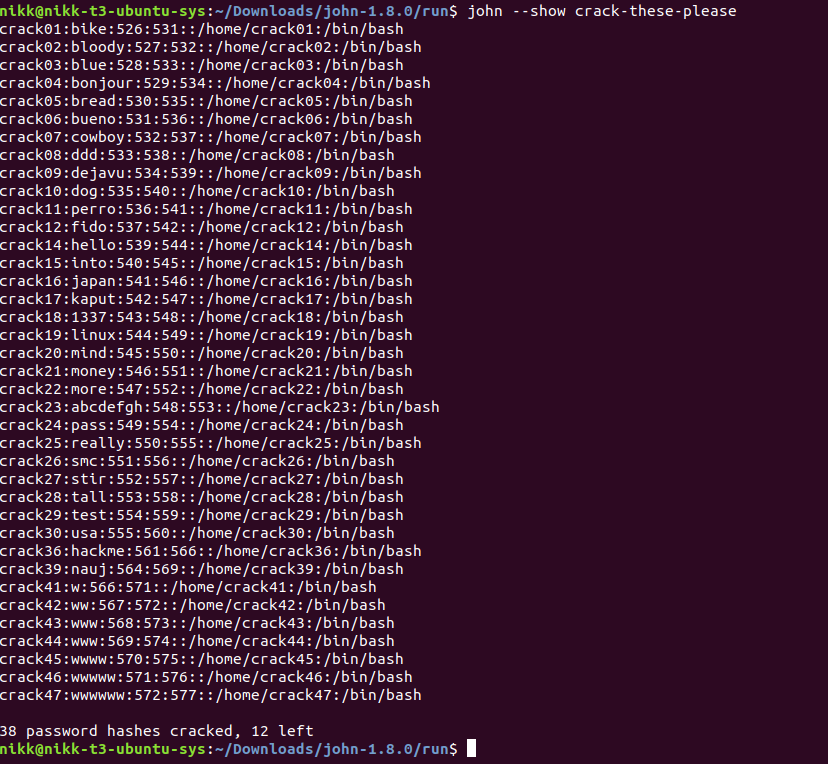 nikk@nikk-t3-ubuntu-sys:~/Downloads/john-1.8.0/run$ john --show crack-these-please
crack01:bike:526:531::/home/crack01:/bin/bash
crack02:bloody:527:532::/home/crack02:/bin/bash
crack03:blue:528:533::/home/crack03:/bin/bash
crack04:bonjour:529:534::/home/crack04:/bin/bash
crack05:bread:530:535::/home/crack05:/bin/bash
crack06:bueno:531:536::/home/crack06:/bin/bash
crack07:cowboy:532:537::/home/crack07:/bin/bash
crack08:ddd:533:538::/home/crack08:/bin/bash
crack09:dejavu:534:539::/home/crack09:/bin/bash
crack10:dog:535:540::/home/crack10:/bin/bash
crack11:perro:536:541::/home/crack11:/bin/bash
crack12:fido:537:542::/home/crack12:/bin/bash
crack14:hello:539:544::/home/crack14:/bin/bash
crack15:into:540:545::/home/crack15:/bin/bash
crack16:japan:541:546::/home/crack16:/bin/bash
crack17:kaput:542:547::/home/crack17:/bin/bash
crack18:1337:543:548::/home/crack18:/bin/bash
crack19:linux:544:549::/home/crack19:/bin/bash
crack20:mind:545:550::/home/crack20:/bin/bash
crack21:money:546:551::/home/crack21:/bin/bash
crack22:more:547:552::/home/crack22:/bin/bash
crack23:abcdefgh:548:553::/home/crack23:/bin/bash
crack24:pass:549:554::/home/crack24:/bin/bash
crack25:really:550:555::/home/crack25:/bin/bash
crack26:smc:551:556::/home/crack26:/bin/bash
crack27:stir:552:557::/home/crack27:/bin/bash
crack28:tall:553:558::/home/crack28:/bin/bash
crack29:test:554:559::/home/crack29:/bin/bash
crack30:usa:555:560::/home/crack30:/bin/bash
crack36:hackme:561:566::/home/crack36:/bin/bash
crack39:nauj:564:569::/home/crack39:/bin/bash
crack41:w:566:571::/home/crack41:/bin/bash
crack42:ww:567:572::/home/crack42:/bin/bash
crack43:www:568:573::/home/crack43:/bin/bash
crack44:www:569:574::/home/crack44:/bin/bash
crack45:wwww:570:575::/home/crack45:/bin/bash
crack46:wwwww:571:576::/home/crack46:/bin/bash
crack47:wwwwww:572:577::/home/crack47:/bin/bash
38 password hashes cracked, 12 left
nikk@nikk-t3-ubuntu-sys:~/Downloads/john-1.8.0/run$